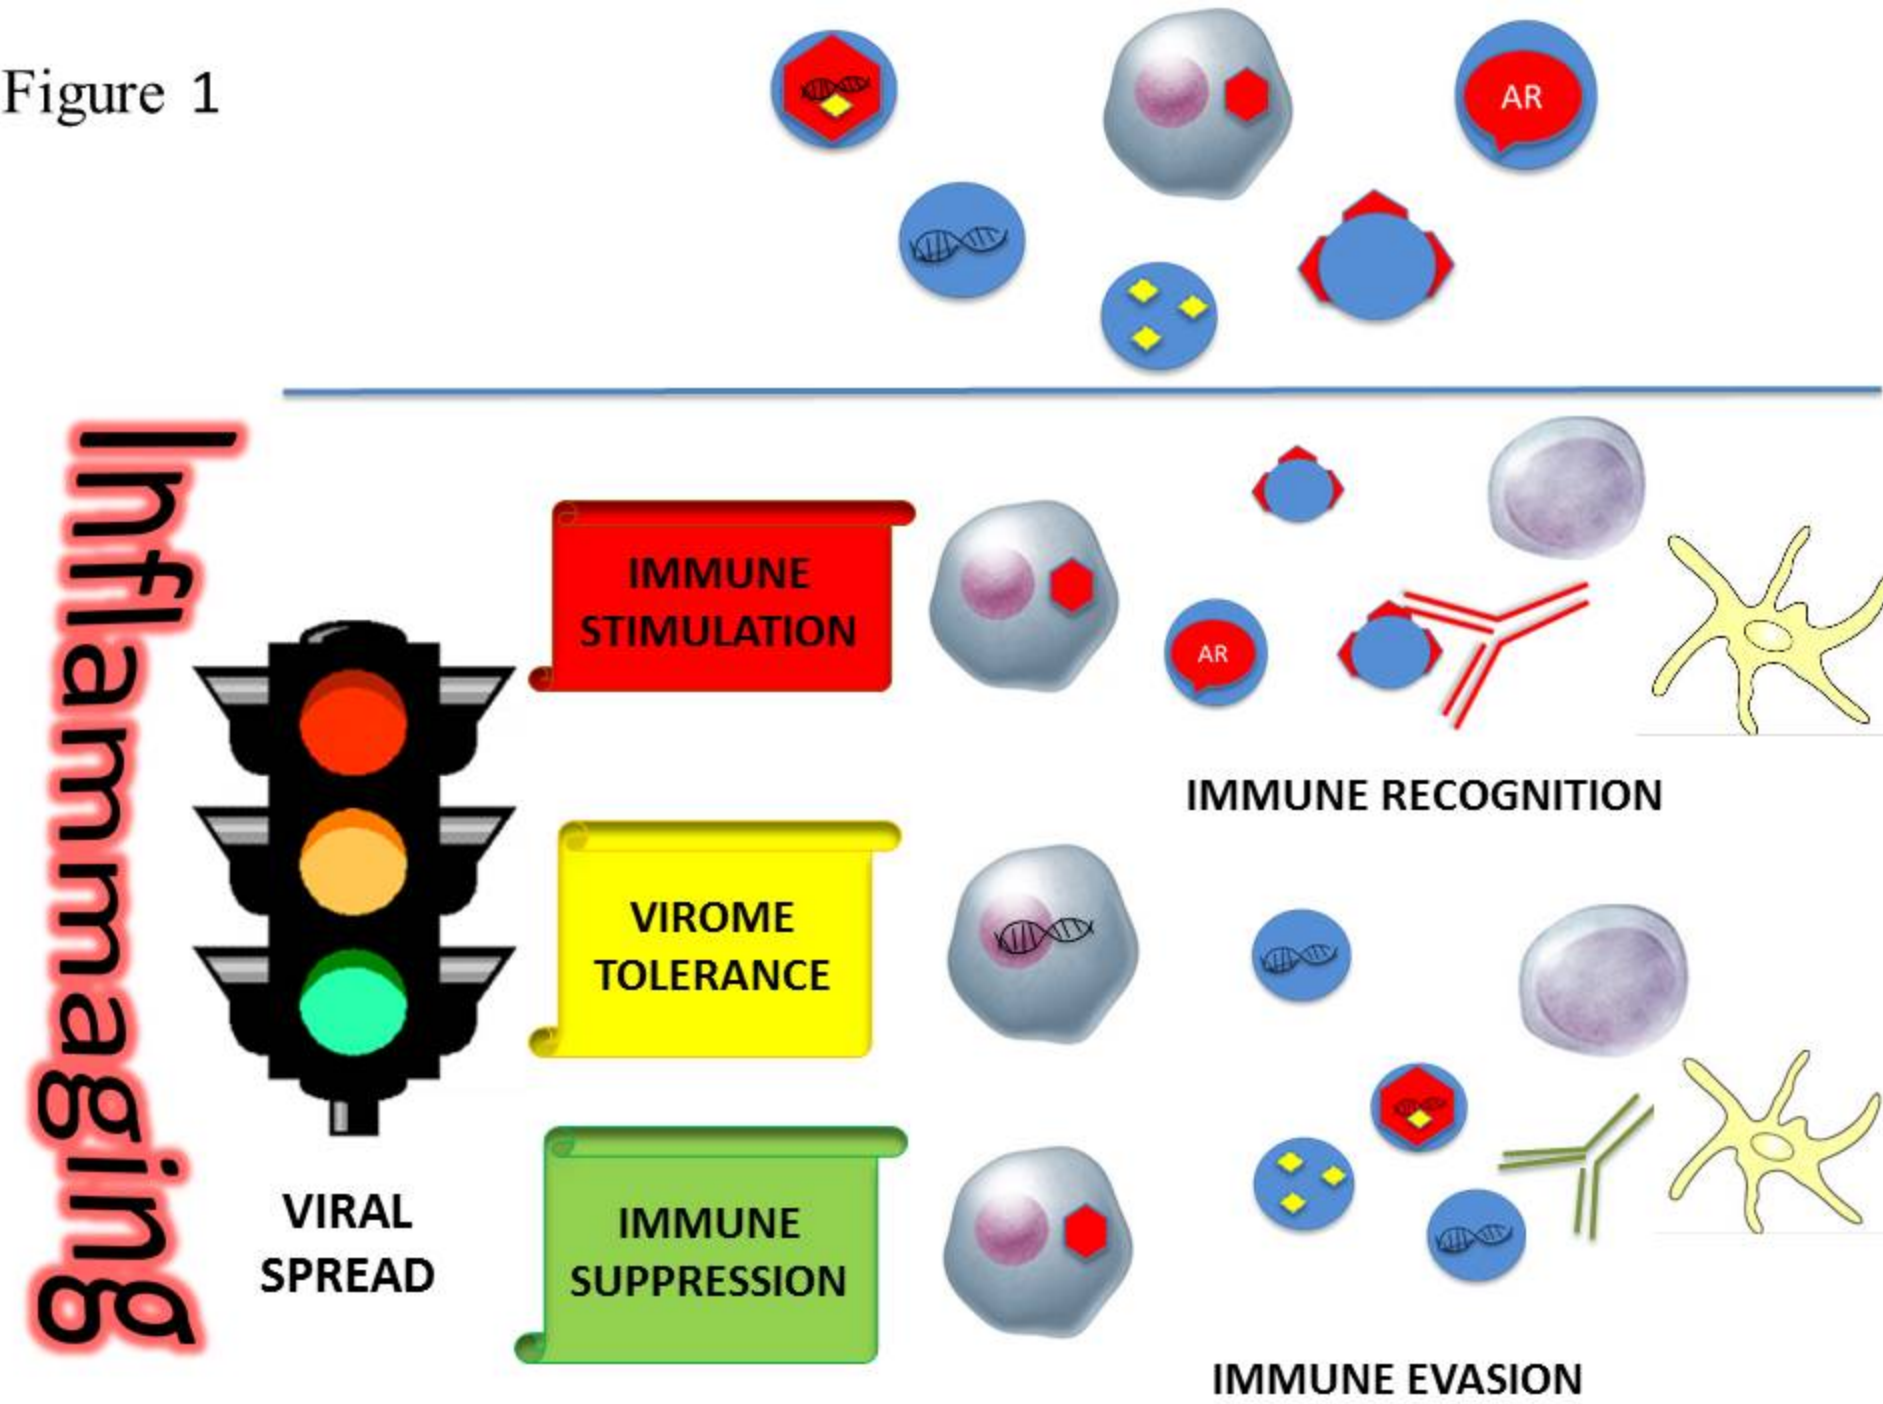 Figure 1
AR
Inflammaging
IMMUNE
STIMULATION
AR
IMMUNE RECOGNITION
VIROME
TOLERANCE
VIRAL
SPREAD
IMMUNE
SUPPRESSION
IMMUNE EVASION